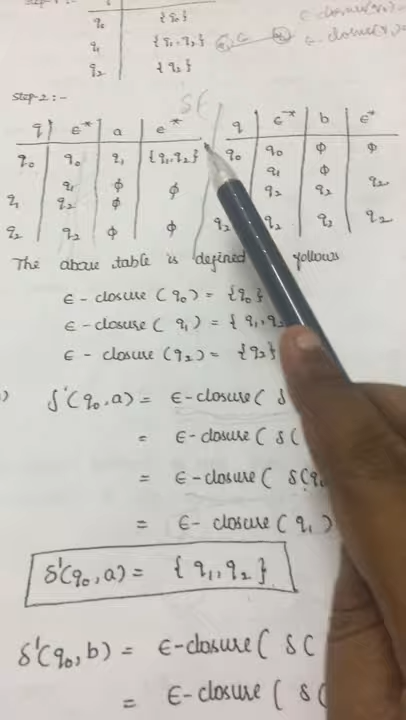 q0 {q0}
q1 {q1, q2}
q2 {q2}
ϵ-closure(
ϵ-closure(
Step-2:-
q ϵ* a ϵ* q ϵ* b ϵ*
q0 q0 q1 {q1, q2} q0 q0 ϕ ϕ
q1 ϕ ϕ q1 ϕ
q1 q2 ϕ q2 q2 q2
q2 q2 ϕ ϕ q2 q2 q2 q2
The above table is defined follows
ϵ-closure(q0) = {q0}
ϵ-closure(q1) = {q1, q2
ϵ-closure(q2) = {q2}
) δ'(q0, a) = ϵ-closure( δ
= ϵ-closure( δ(
= ϵ-closure( δ(q0
= ϵ-closure(q1)
δ'(q0, a) = {q1, q2}
δ'(q0, b) = ϵ-closure( δ(
= ϵ-closure( δ(